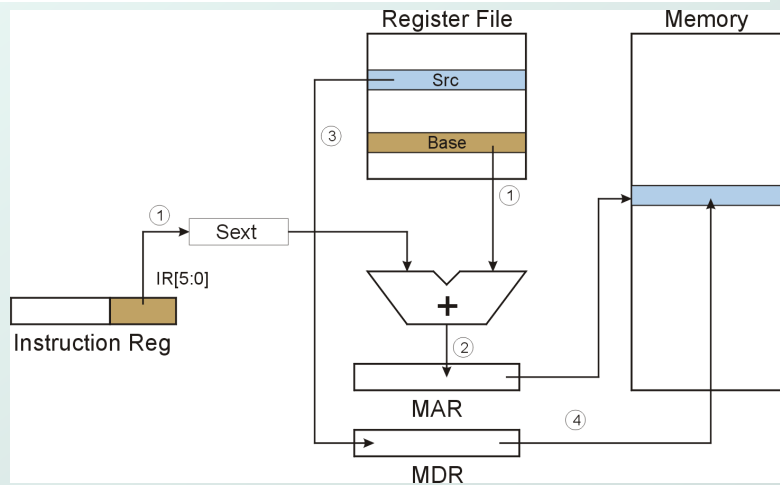 Register File
Memory
Src
③
Base
①
①
Sext
IR[5:0]
+
Instruction Reg
②
MAR
④
MDR